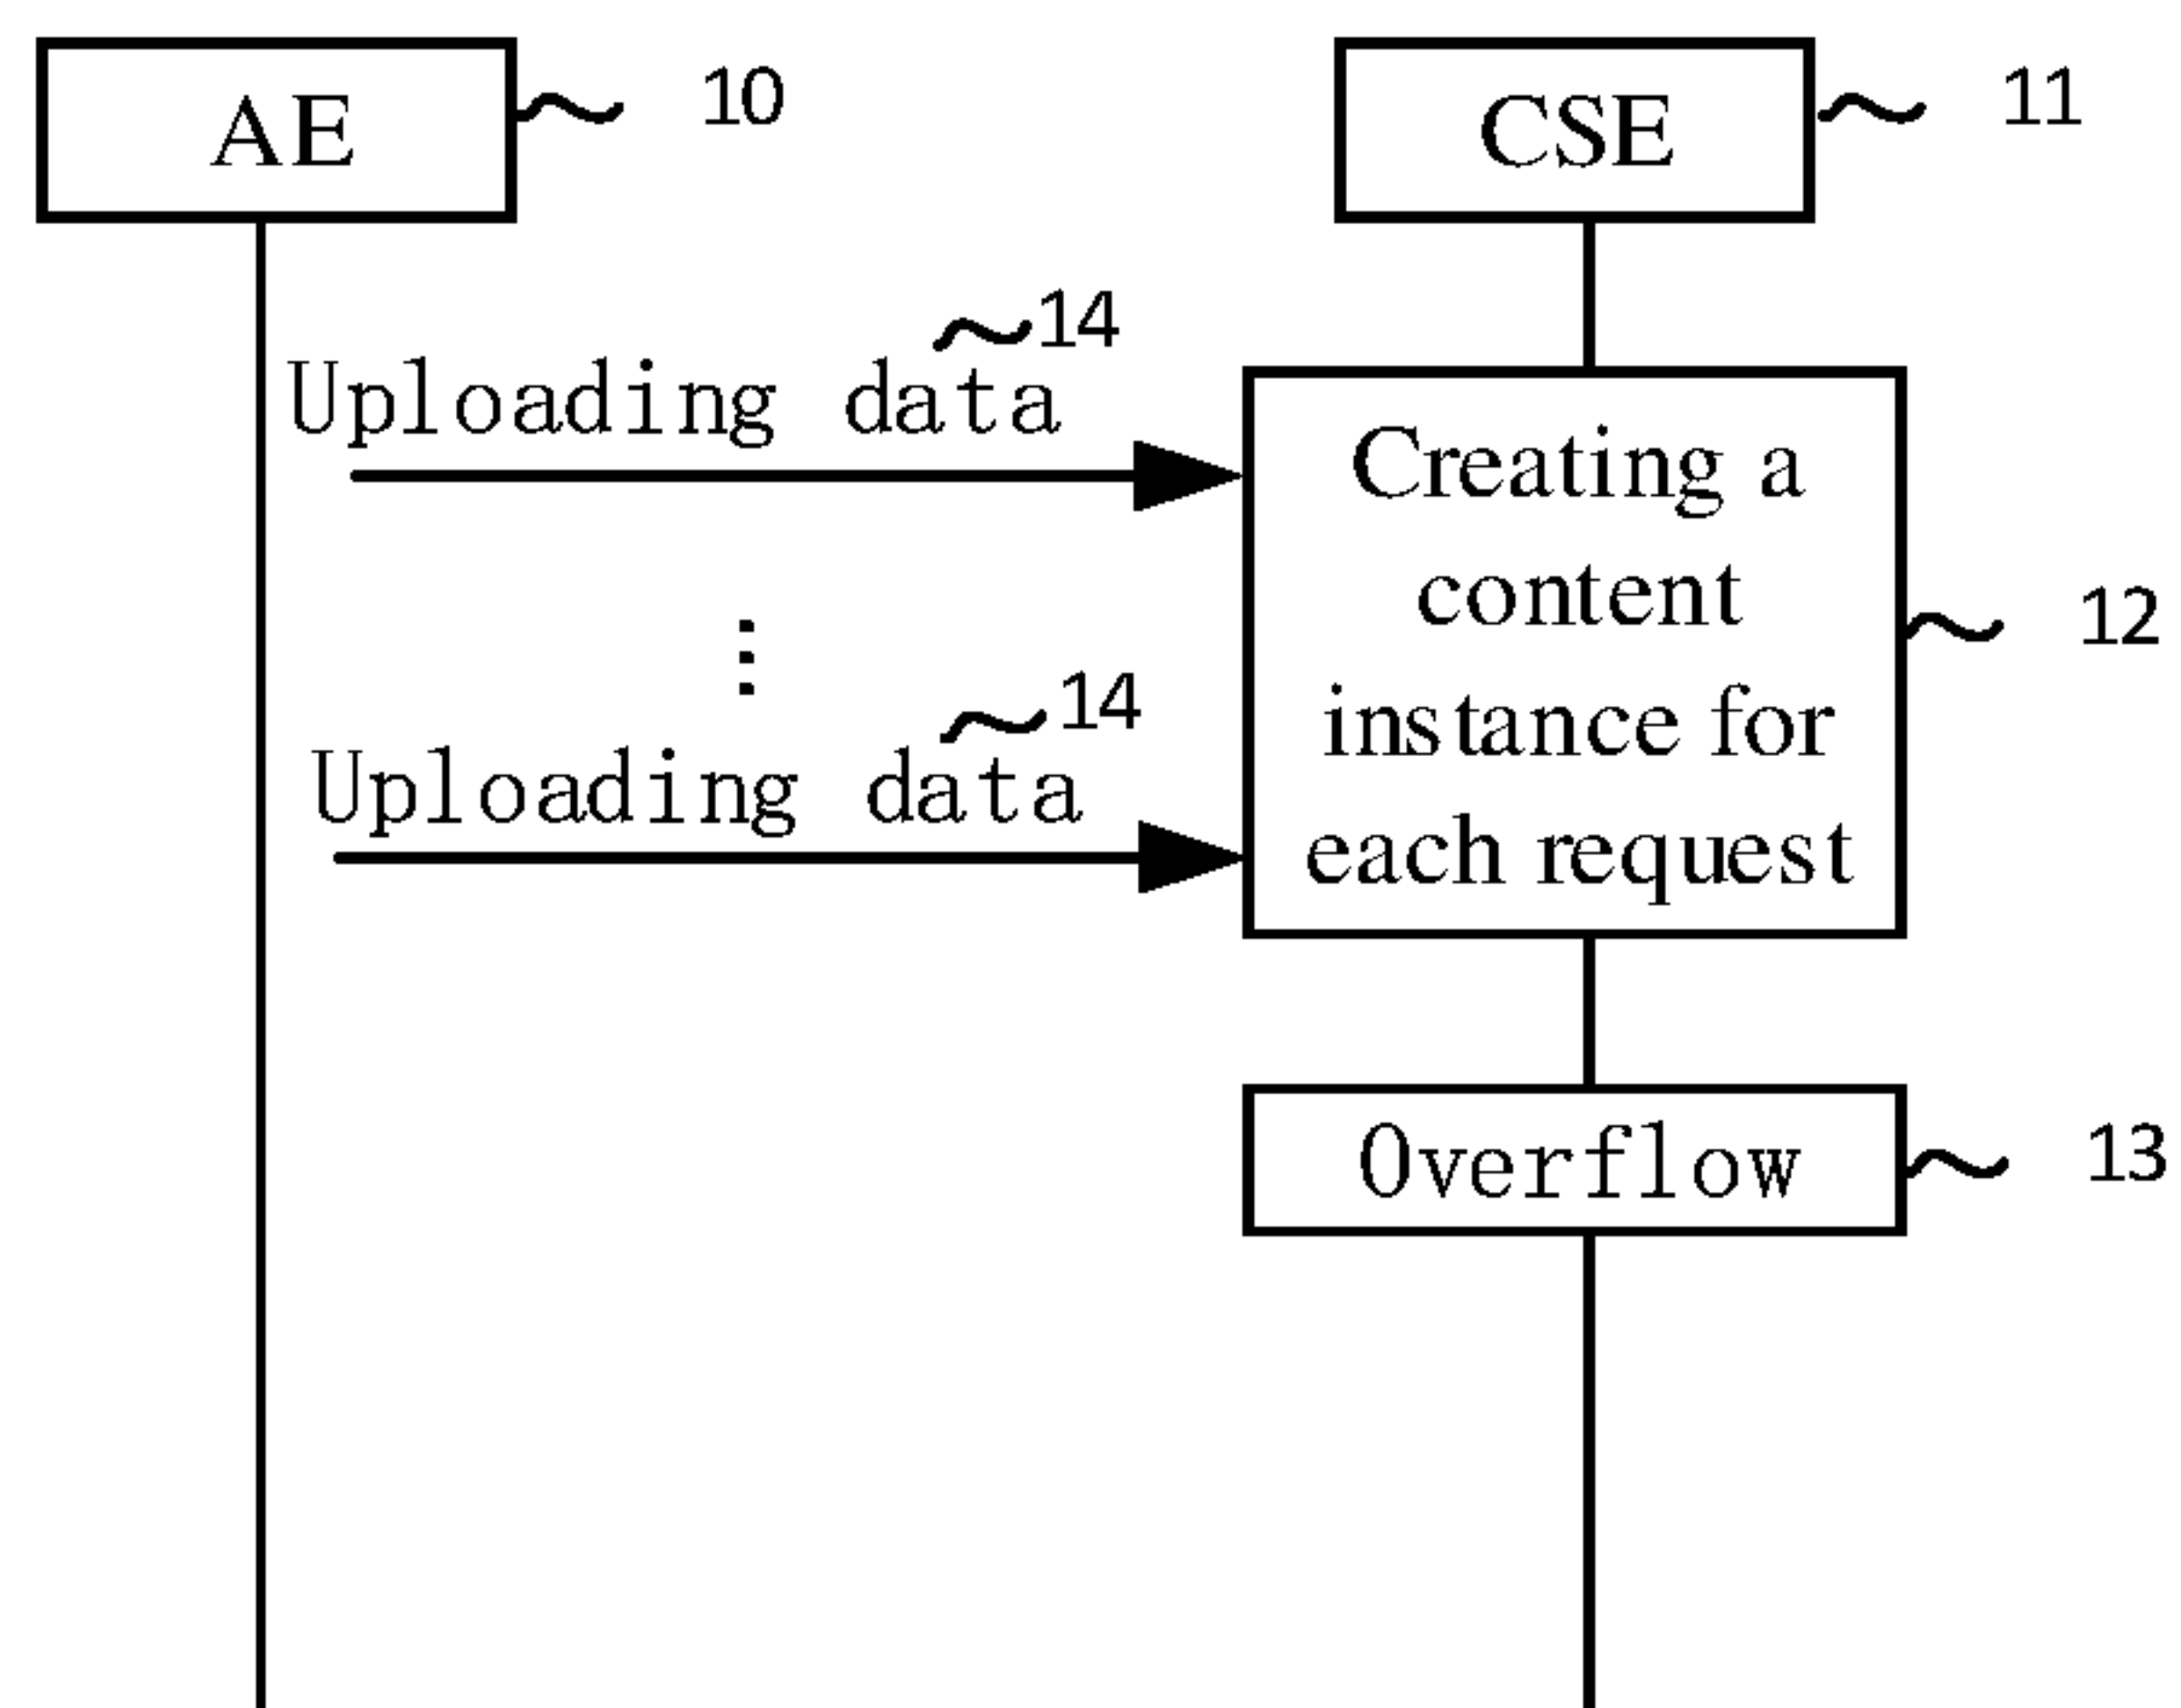 AE
10
CSE
11
14
Uploading data
Creating a
content
instance for
each request
12
14
Uploading data
Overflow
13